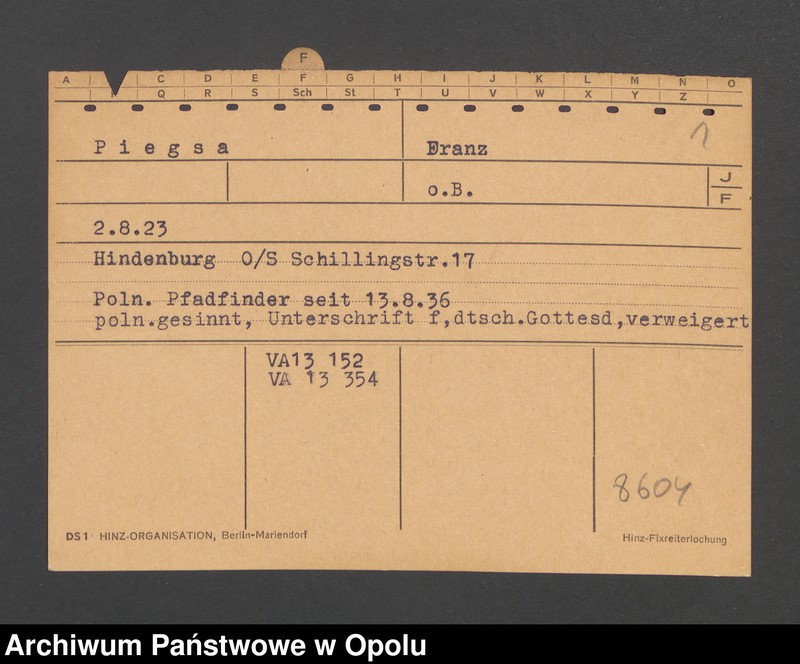 F
A C D E F G H I J K L M N O
P Q R S Sch St T U V W X Y Z
1
Piegsa Franz
o.B. J
F
2.8.23
Hindenburg O/S Schillingstr.17
Poln. Pfadfinder seit 13.8.36
poln.gesinnt, Unterschrift f,dtsch.Gottesd,verweigert
VA13 152
VA 13 354
8604
DS1 HINZ-ORGANISATION, Berlin-Mariendorf Hinz-Fixreiterlochung
Archiwum Państwowe w Opolu